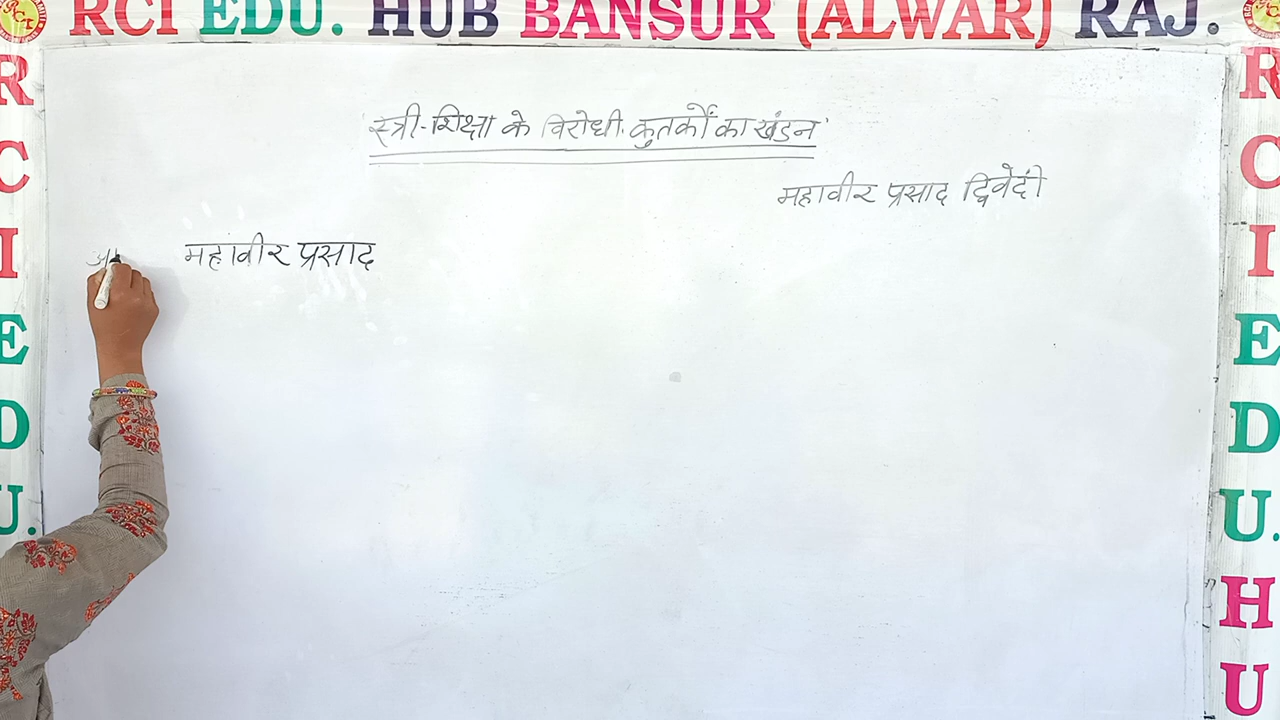 RCI EDU. HUB BANSUR (ALWAR) RAJ.
'स्त्री-शिक्षा के विरोधी कुतर्कों का खंडन'
महावीर प्रसाद द्विवेदी
महावीर प्रसाद
R
C
I
E
D
U.
R
C
I
E
D
U.
H
U